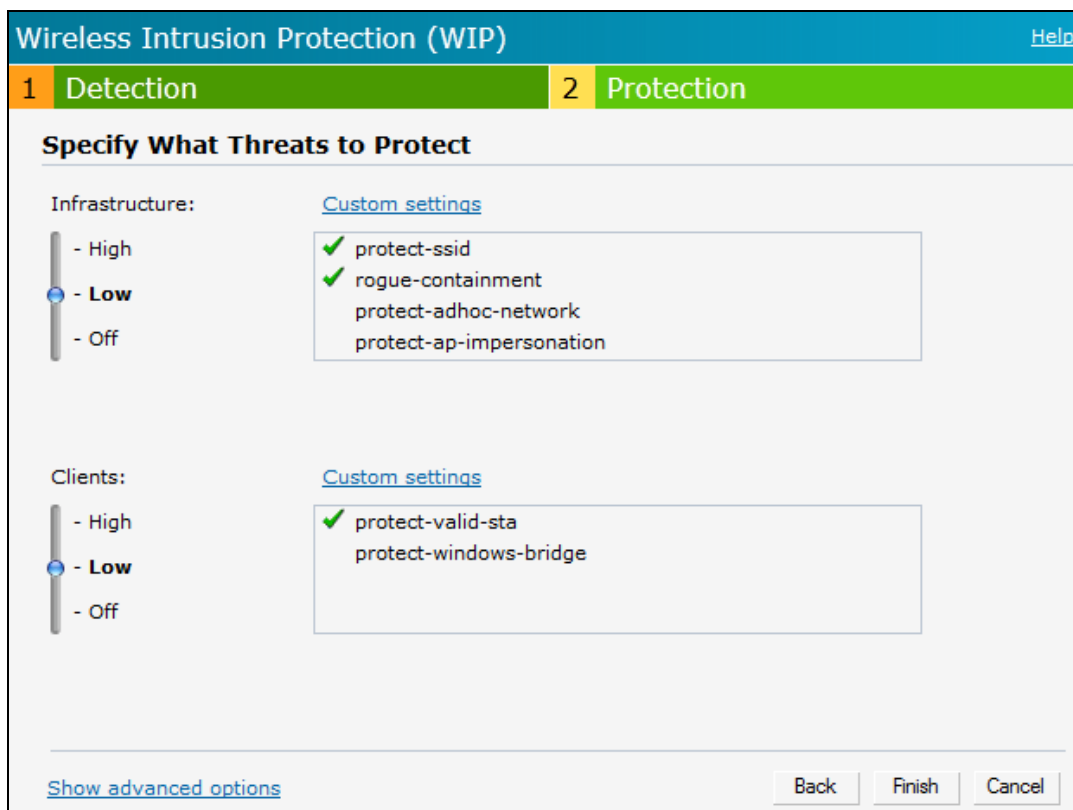 Wireless Intrusion Protection (WIP) Help
1 Detection 2 Protection
Specify What Threats to Protect
Infrastructure: Custom settings
- High
- Low
- Off
protect-ssid
rogue-containment
protect-adhoc-network
protect-ap-impersonation
Clients: Custom settings
- High
- Low
- Off
protect-valid-sta
protect-windows-bridge
Show advanced options Back Finish Cancel